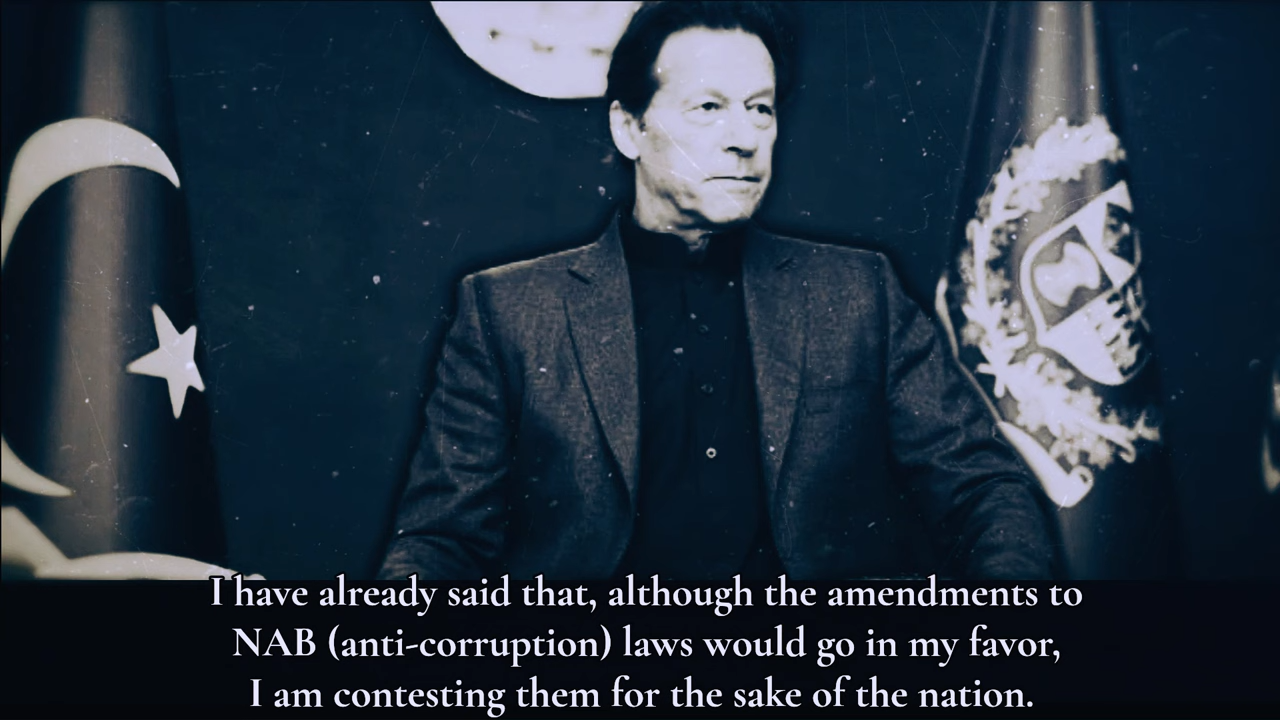 I have already said that, although the amendments to
NAB (anti-corruption) laws would go in my favor,
I am contesting them for the sake of the nation.